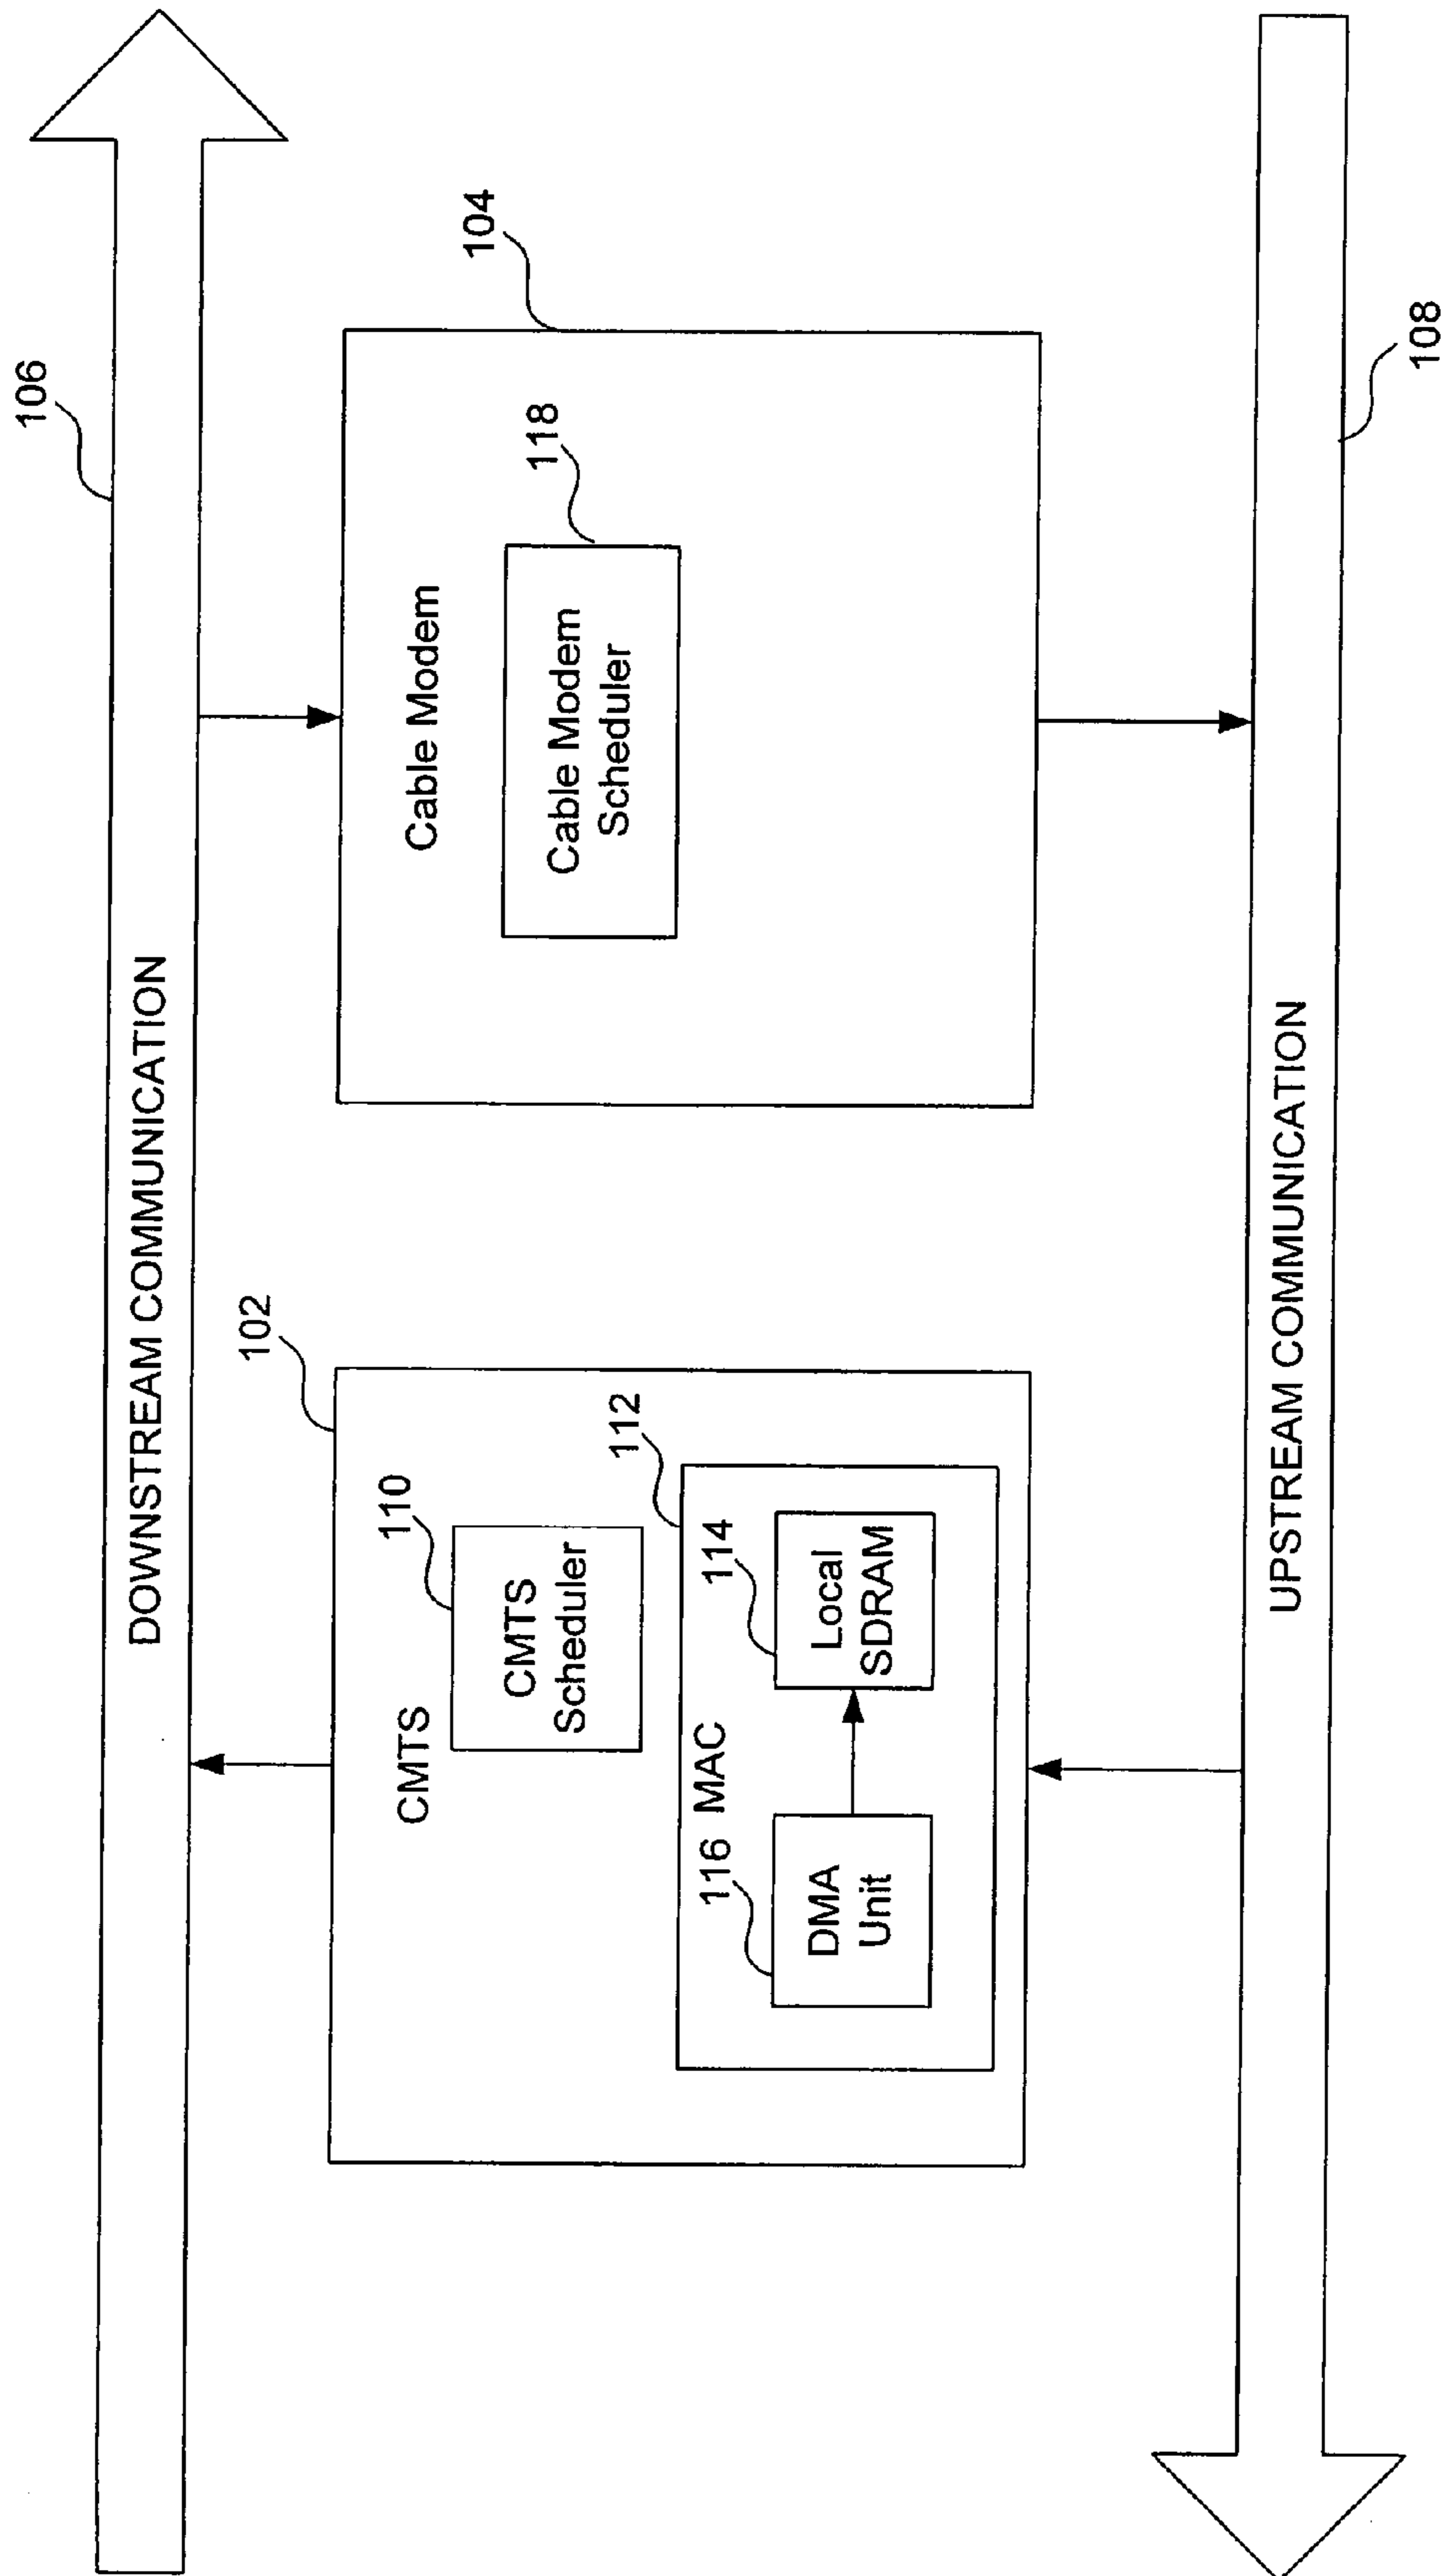 106
DOWNSTREAM COMMUNICATION
102
104
CMTS
110
CMTS
Scheduler
Cable Modem
118
Cable Modem
Scheduler
112
MAC
116
DMA
Unit
114
Local
SDRAM
UPSTREAM COMMUNICATION
108